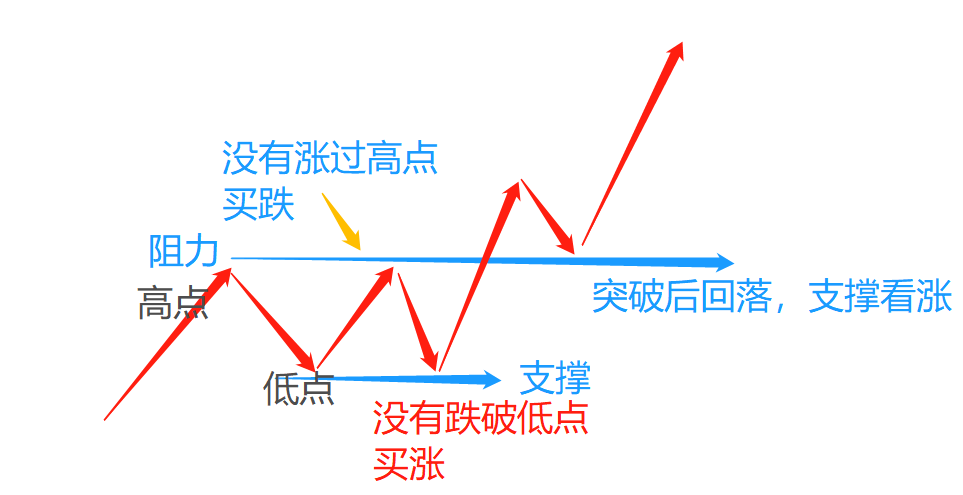 没有涨过高点
买跌
阻力
高点
突破后回落，支撑看涨
支撑
低点
没有跌破低点
买涨